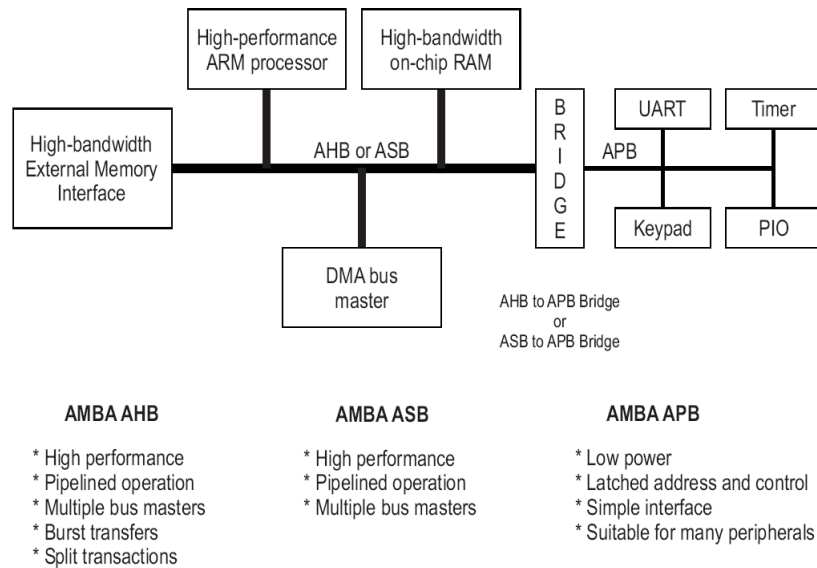 High-performance
ARM processor
High-bandwidth
on-chip RAM
High-bandwidth
External Memory
Interface
AHB or ASB
B
R
I
D
G
E
APB
UART
Timer
Keypad
PIO
DMA bus
master
AHB to APB Bridge
or
ASB to APB Bridge
AMBA AHB
* High performance
* Pipelined operation
* Multiple bus masters
* Burst transfers
* Split transactions
AMBA ASB
* High performance
* Pipelined operation
* Multiple bus masters
AMBA APB
* Low power
* Latched address and control
* Simple interface
* Suitable for many peripherals